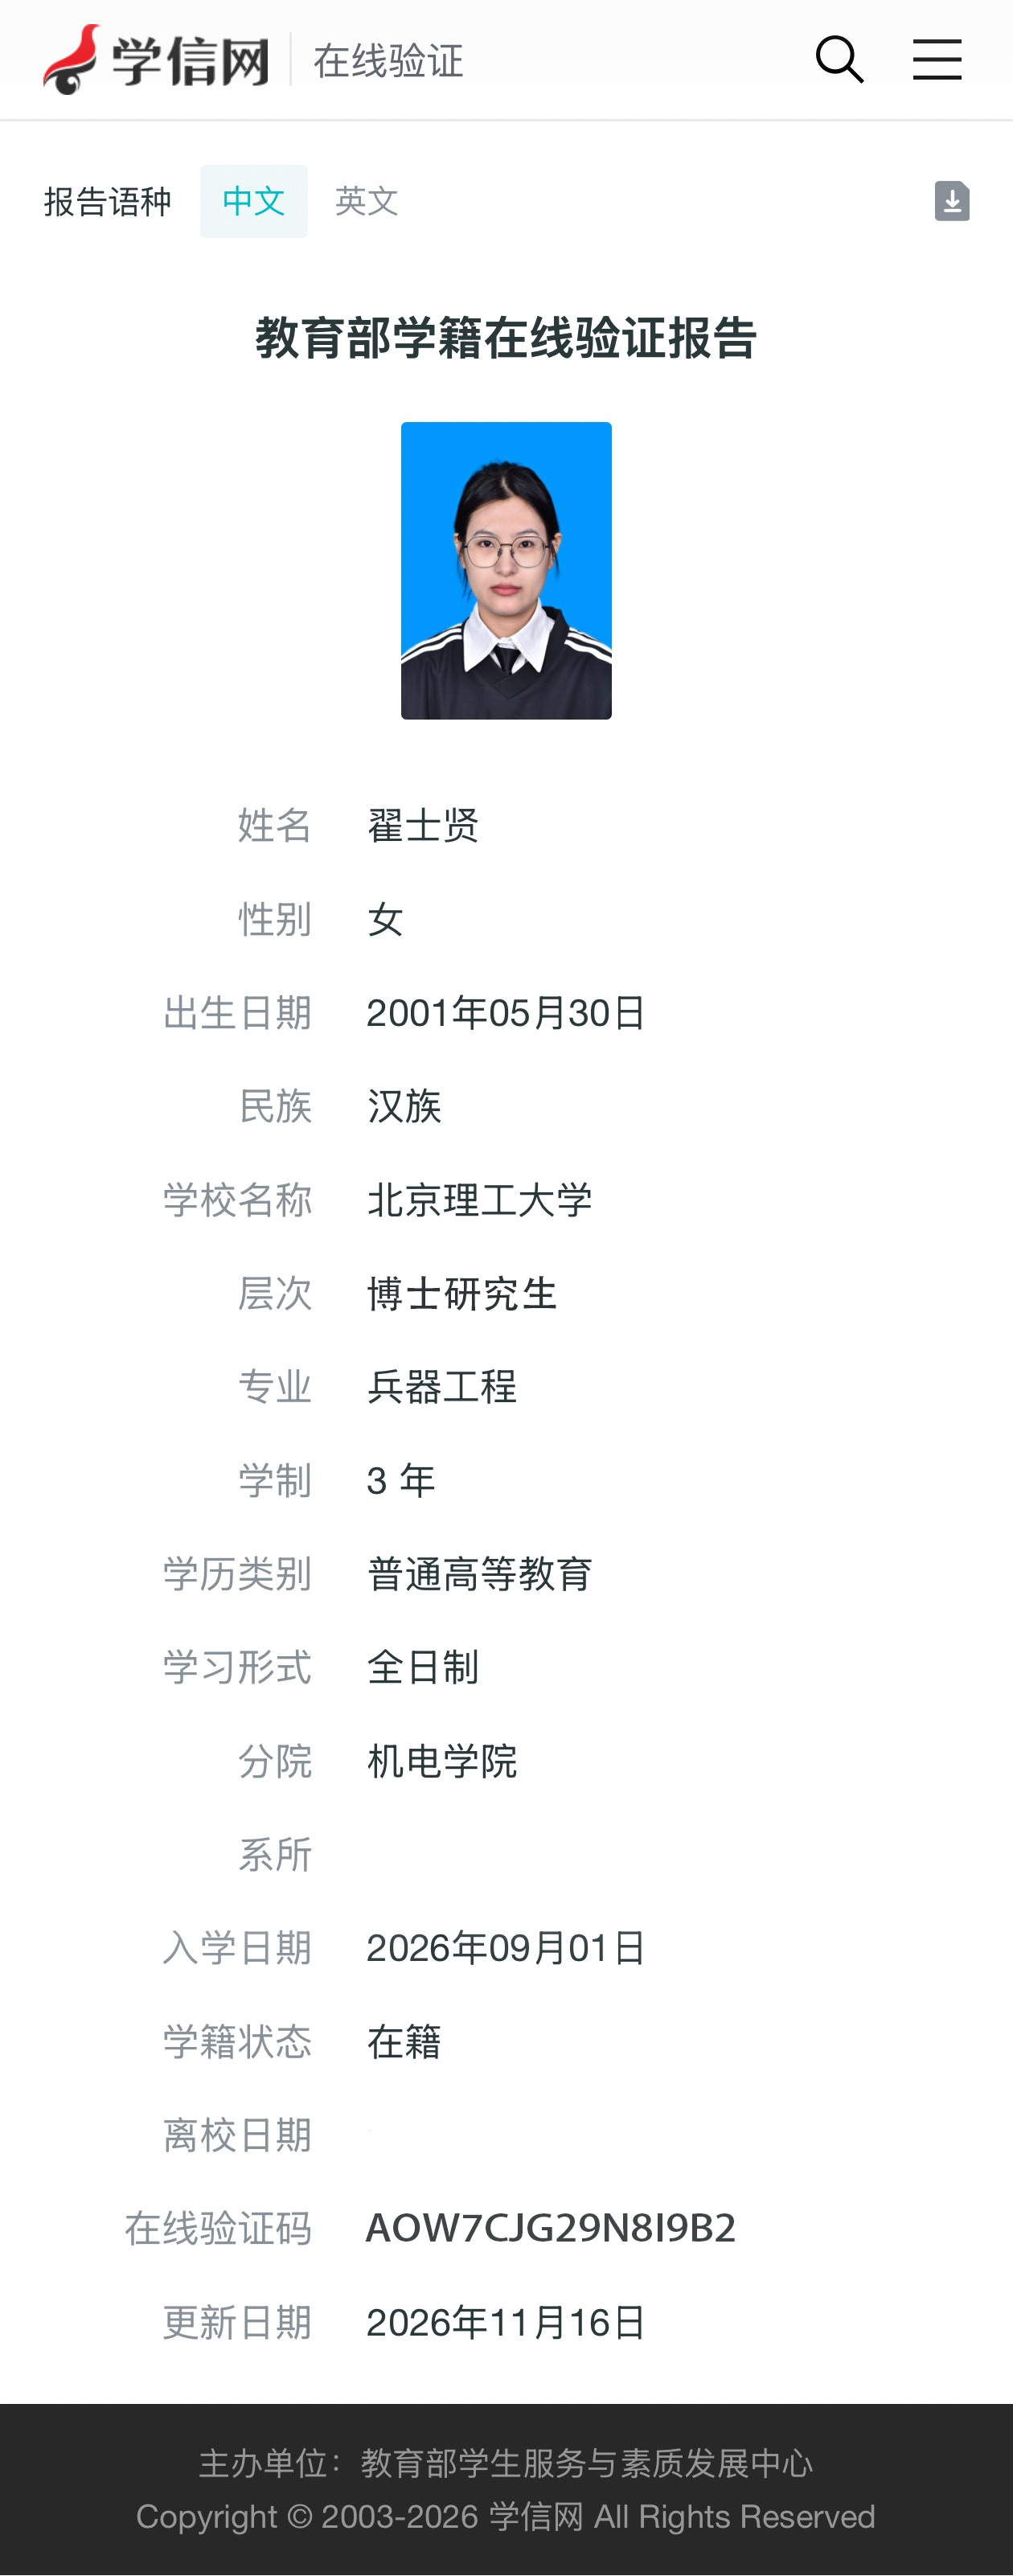 学信网 在线验证
报告语种 中文 英文
教育部学籍在线验证报告
姓名 翟士贤
性别 女
出生日期 2001年05月30日
民族 汉族
学校名称 北京理工大学
层次 博士研究生
专业 兵器工程
学制 3 年
学历类别 普通高等教育
学习形式 全日制
分院 机电学院
系所
入学日期 2026年09月01日
学籍状态 在籍
离校日期
在线验证码 AOW7CJG29N8I9B2
更新日期 2026年11月16日
主办单位：教育部学生服务与素质发展中心
Copyright © 2003-2026 学信网 All Rights Reserved